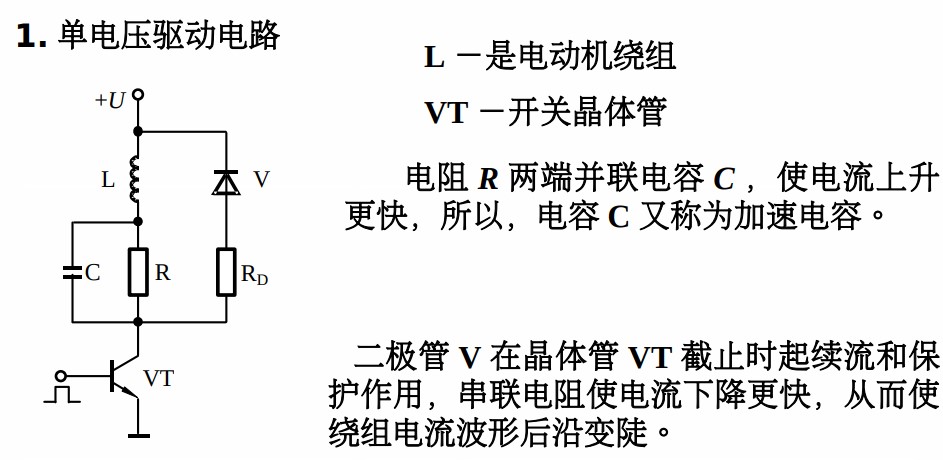 1. 单电压驱动电路
L －是电动机绕组
VT －开关晶体管
电阻 R 两端并联电容 C ，使电流上升
更快，所以，电容 C 又称为加速电容。
二极管 V 在晶体管 VT 截止时起续流和保
护作用，串联电阻使电流下降更快，从而使
绕组电流波形后沿变陡。
+U
L
V
C
R
RD
VT